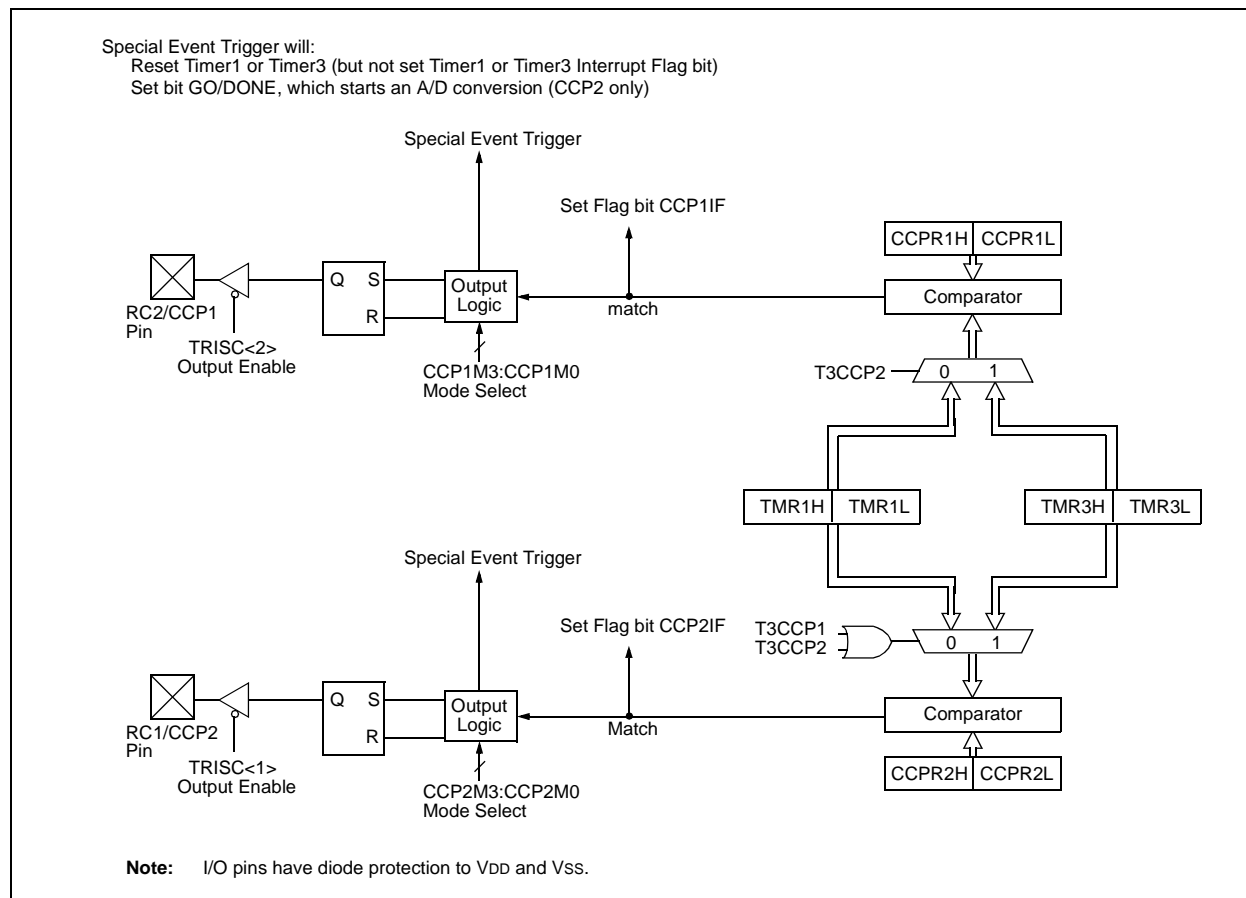 Special Event Trigger will:
Reset Timer1 or Timer3 (but not set Timer1 or Timer3 Interrupt Flag bit)
Set bit GO/DONE, which starts an A/D conversion (CCP2 only)
Special Event Trigger
Set Flag bit CCP1IF
CCPR1H CCPR1L
Q S
R
Output
Logic
match
Comparator
RC2/CCP1
Pin
TRISC<2>
Output Enable
CCP1M3:CCP1M0
Mode Select
T3CCP2
0 1
TMR1H TMR1L
TMR3H TMR3L
Special Event Trigger
Set Flag bit CCP2IF
T3CCP1
T3CCP2
0 1
Q S
R
Output
Logic
Match
Comparator
RC1/CCP2
Pin
TRISC<1>
Output Enable
CCP2M3:CCP2M0
Mode Select
CCPR2H CCPR2L
Note: I/O pins have diode protection to VDD and VSS.